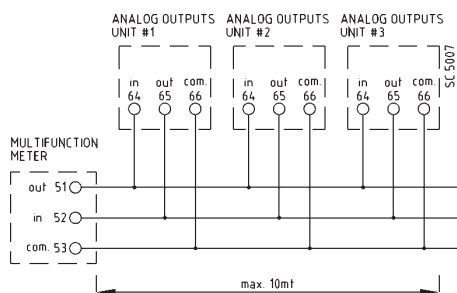 ANALOG OUTPUTS
UNIT #1
ANALOG OUTPUTS
UNIT #2
ANALOG OUTPUTS
UNIT #3
SC 5007
in out com.
64 65 66
in out com.
64 65 66
in out com.
64 65 66
MULTIFUNCTION
METER
out 51
in 52
com. 53
max. 10mt